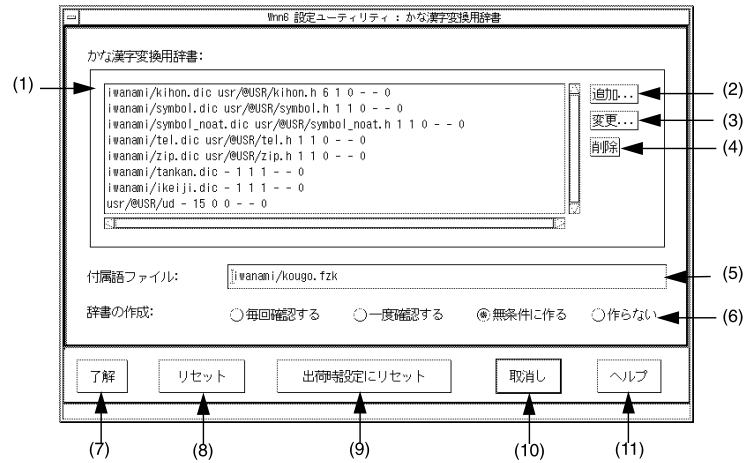 Wnn6 設定ユーティリティ : かな漢字変換用辞書
かな漢字変換用辞書:
(1)
iwanami/kihon.dic usr/@USR/kihon.h 6 1 0 - - 0
iwanami/symbol.dic usr/@USR/symbol.h 1 1 0 - - 0
iwanami/symbol_noat.dic usr/@USR/symbol_noat.h 1 1 0 - - 0
iwanami/tel.dic usr/@USR/tel.h 1 1 0 - - 0
iwanami/zip.dic usr/@USR/zip.h 1 1 0 - - 0
iwanami/tankan.dic - 1 1 1 - - 0
iwanami/ikeiji.dic - 1 1 1 - - 0
usr/@USR/ud - 15 0 0 - - 0
追加... (2)
変更... (3)
削除 (4)
付属語ファイル: iwanami/kougo.fzk (5)
辞書の作成: 毎回確認する 一度確認する 無条件に作る 作らない (6)
了解 リセット 出荷時設定にリセット 取消し ヘルプ
(7) (8) (9) (10) (11)